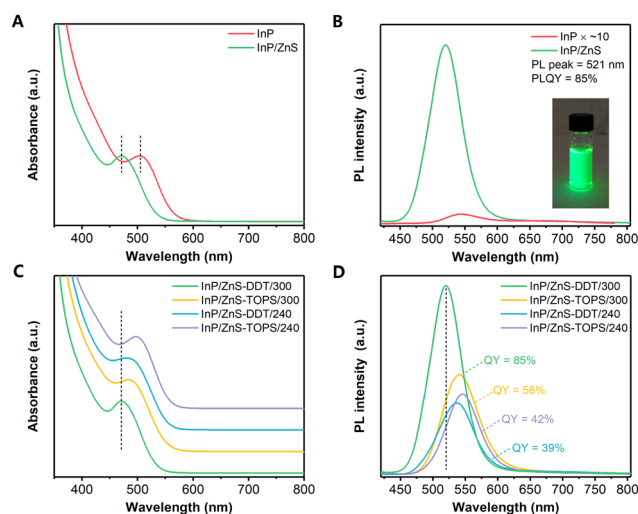 A
InP
InP/ZnS
Absorbance (a.u.)
400 500 600 700 800
Wavelength (nm)
B
InP × ~10
InP/ZnS
PL peak = 521 nm
PLQY = 85%
PL intensity (a.u.)
450 500 550 600 650 700 750 800
Wavelength (nm)
C
InP/ZnS-DDT/300
InP/ZnS-TOPS/300
InP/ZnS-DDT/240
InP/ZnS-TOPS/240
Absorbance (a.u.)
400 500 600 700 800
Wavelength (nm)
D
InP/ZnS-DDT/300
InP/ZnS-TOPS/300
InP/ZnS-DDT/240
InP/ZnS-TOPS/240
QY = 85%
QY = 56%
QY = 42%
QY = 39%
PL intensity (a.u.)
450 500 550 600 650 700 750 800
Wavelength (nm)